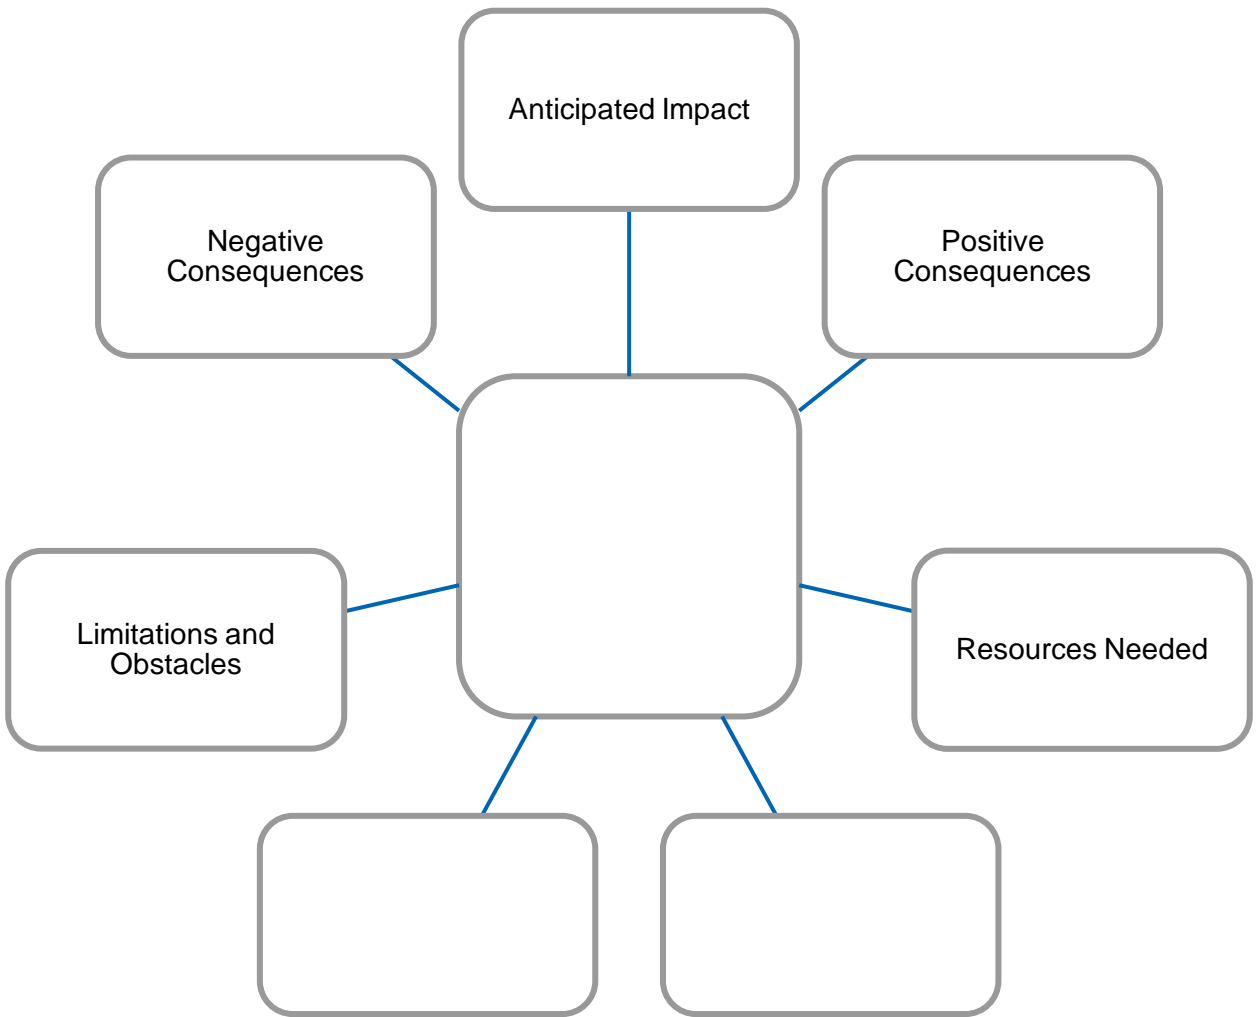 Anticipated Impact
Negative
Consequences
Positive
Consequences
Limitations and
Obstacles
Resources Needed